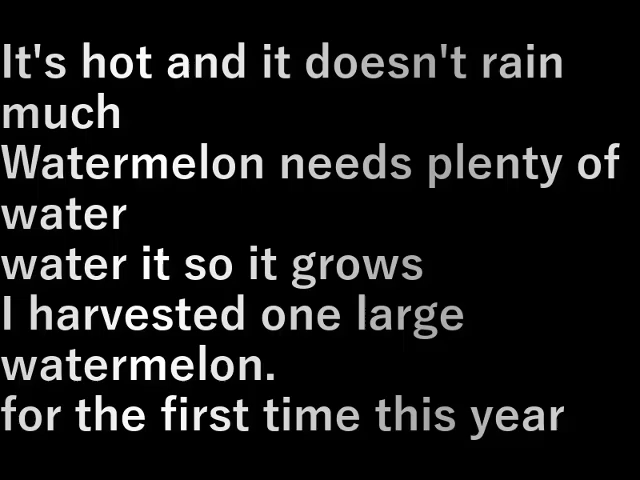 It's hot and it doesn't rain
much
Watermelon needs plenty of
water
water it so it grows
I harvested one large
watermelon.
for the first time this year